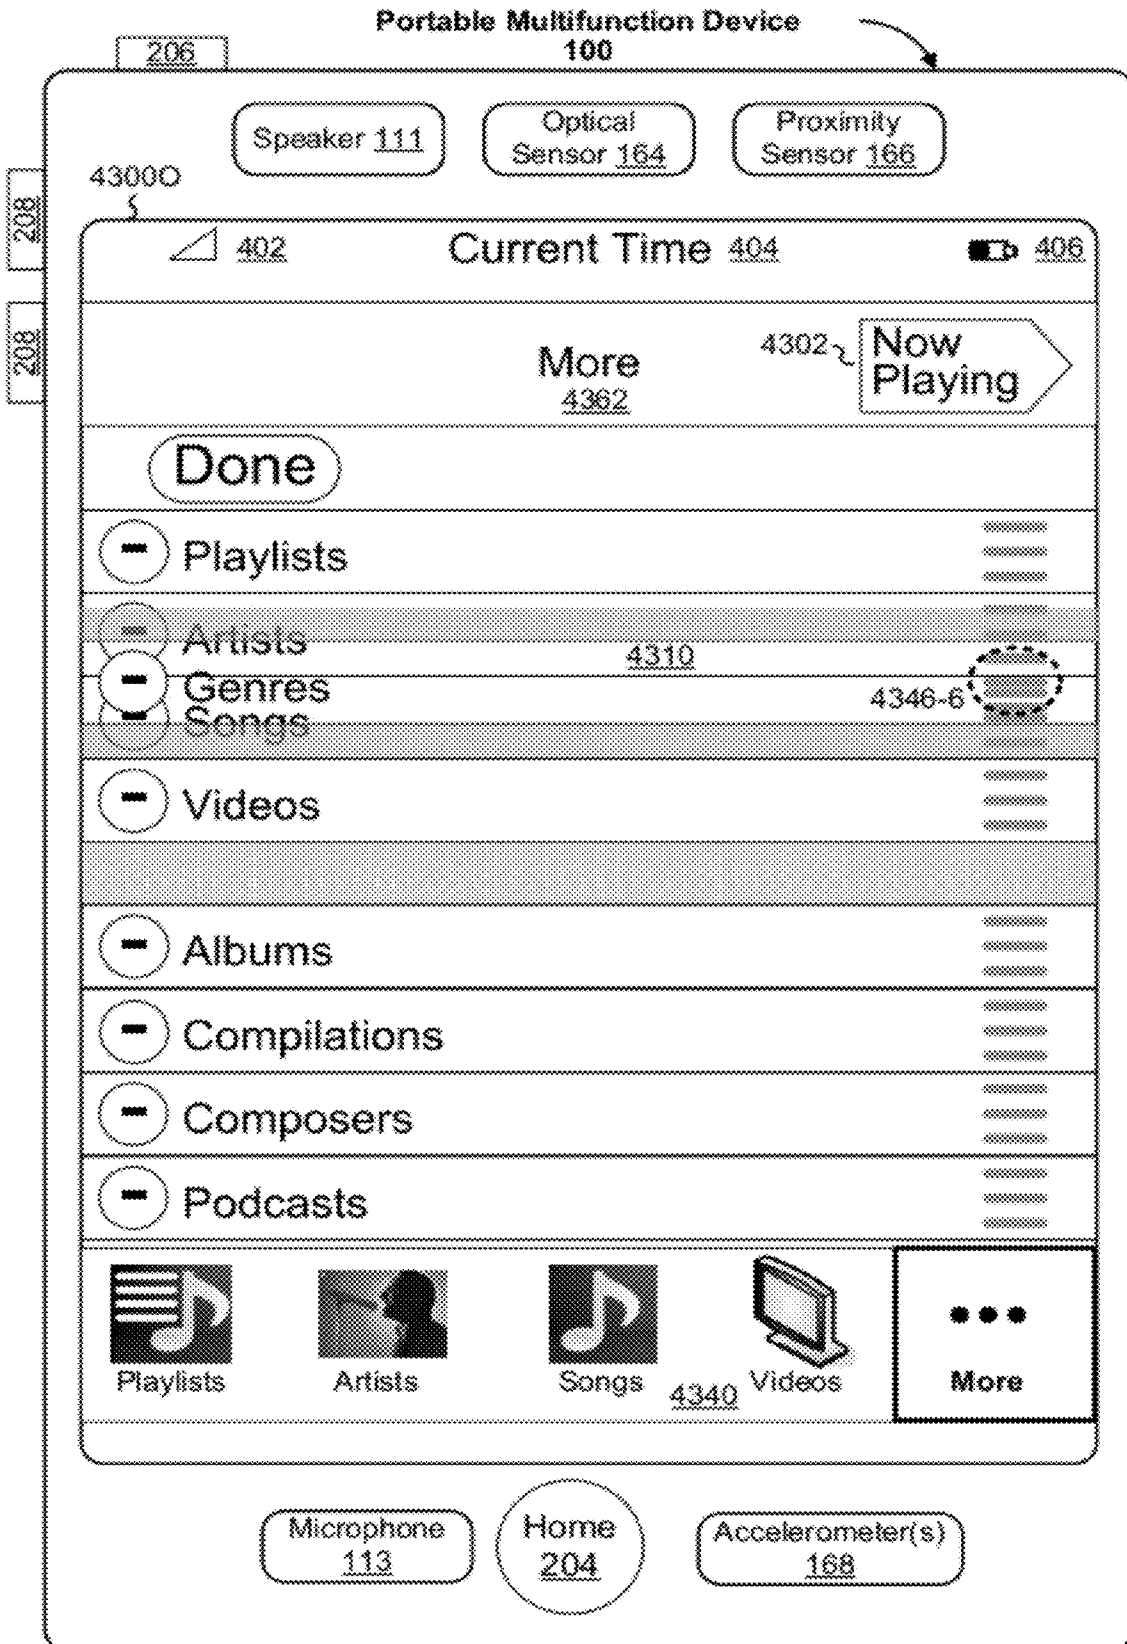 Portable Multifunction Device
100
206
Speaker 111
Optical
Sensor 164
Proximity
Sensor 166
4300O
208
208
402
Current Time 404
406
More
4362
4302
Now
Playing
Done
Playlists
Artists
4310
Genres
4346-6
Songs
Videos
Albums
Compilations
Composers
Podcasts
Playlists
Artists
Songs
4340
Videos
More
Microphone
113
Home
204
Accelerometer(s)
168